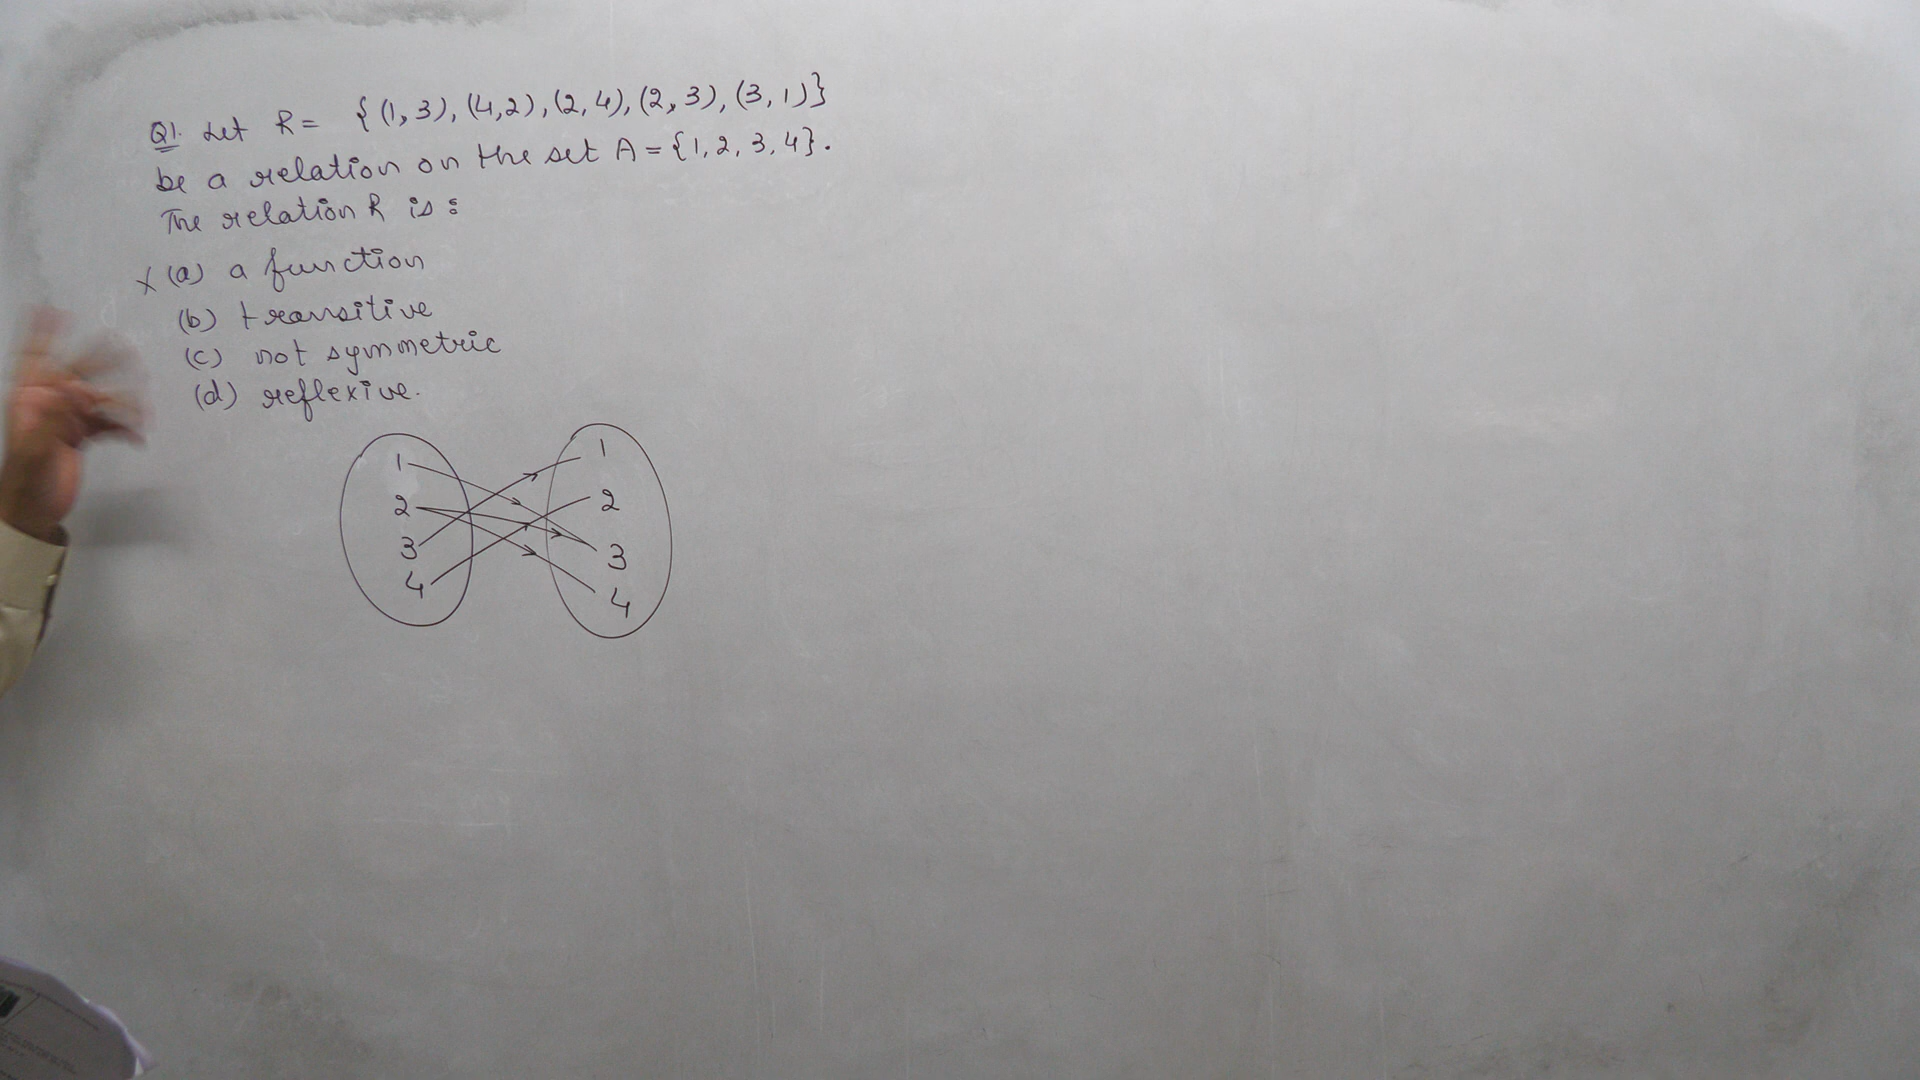 Q1. Let R = {(1,3), (4,2), (2,4), (2,3), (3,1)}
be a relation on the set A = {1, 2, 3, 4}.
The relation R is :
X (a) a function
(b) transitive
(c) not symmetric
(d) reflexive.
1 1
2 2
3 3
4 4